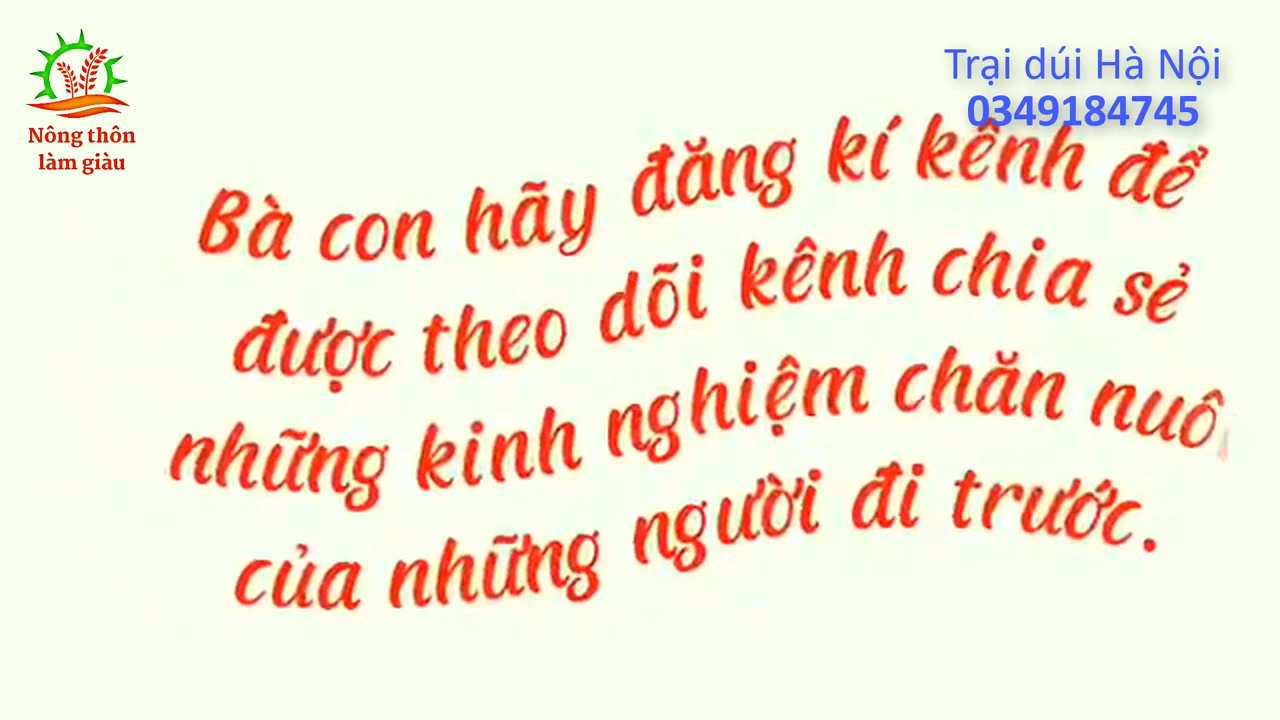 Trại dúi Hà Nội
0349184745
Nông thôn
làm giàu
Bà con hãy đăng kí kênh để
được theo dõi kênh chia sẻ
những kinh nghiệm chăn nuô
của những người đi trước.